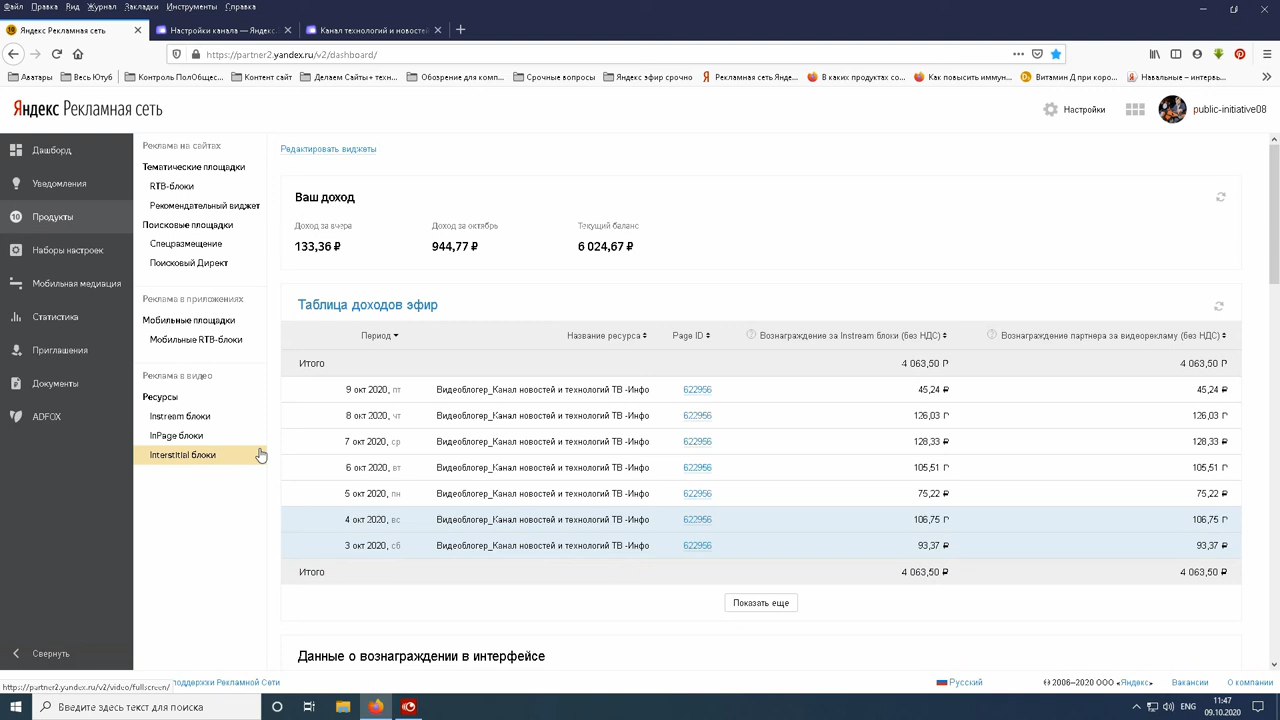 Файл Правка Вид Журнал Закладки Инструменты Справка
Яндекс Рекламная сеть
Настройки канала — Яндекс
Канал технологий и новостей
https://partner2.yandex.ru/v2/dashboard/
Аватары Весь Ютуб Контроль ПолОбщес... Контент сайт Делаем Сайты+ техн... Обозрение для комп... Срочные вопросы Яндекс эфир срочно Рекламная сеть Янде... В каких продуктах со... Как повысить иммун... Витамин Д при коро... Навальные – интервь...
Яндекс Рекламная сеть
Настройки
public-initiative08
Дашборд
Уведомления
Продукты
Наборы настроек
Мобильная медиация
Статистика
Приглашения
Документы
ADFOX
Свернуть
Реклама на сайтах
Тематические площадки
RTB-блоки
Рекомендательный виджет
Поисковые площадки
Спецразмещение
Поисковый Директ
Реклама в приложениях
Мобильные площадки
Мобильные RTB-блоки
Реклама в видео
Ресурсы
Instream блоки
InPage блоки
Interstitial блоки
Редактировать виджеты
Ваш доход
Доход за вчера Доход за октябрь Текущий баланс
133,36 ₽ 944,77 ₽ 6 024,67 ₽
Таблица доходов эфир
Период Название ресурса Page ID Вознаграждение за Instream блоки (без НДС) Вознаграждение партнера за видеорекламу (без НДС)
Итого 4 063,50 ₽ 4 063,50 ₽
9 окт 2020, пт Видеоблогер_Канал новостей и технологий ТВ -Инфо 622956 45,24 ₽ 45,24 ₽
8 окт 2020, чт Видеоблогер_Канал новостей и технологий ТВ -Инфо 622956 126,03 ₽ 126,03 ₽
7 окт 2020, ср Видеоблогер_Канал новостей и технологий ТВ -Инфо 622956 128,33 ₽ 128,33 ₽
6 окт 2020, вт Видеоблогер_Канал новостей и технологий ТВ -Инфо 622956 105,51 ₽ 105,51 ₽
5 окт 2020, пн Видеоблогер_Канал новостей и технологий ТВ -Инфо 622956 75,22 ₽ 75,22 ₽
4 окт 2020, вс Видеоблогер_Канал новостей и технологий ТВ -Инфо 622956 106,75 ₽ 106,75 ₽
3 окт 2020, сб Видеоблогер_Канал новостей и технологий ТВ -Инфо 622956 93,37 ₽ 93,37 ₽
Итого 4 063,50 ₽ 4 063,50 ₽
Показать еще
Данные о вознаграждении в интерфейсе
https://partner2.yandex.ru/v2/video/fullscreen/
поддержки Рекламной Сети
Русский
© 2006–2020 ООО «Яндекс» Вакансии О компании
Введите здесь текст для поиска
ENG
11:47
09.10.2020